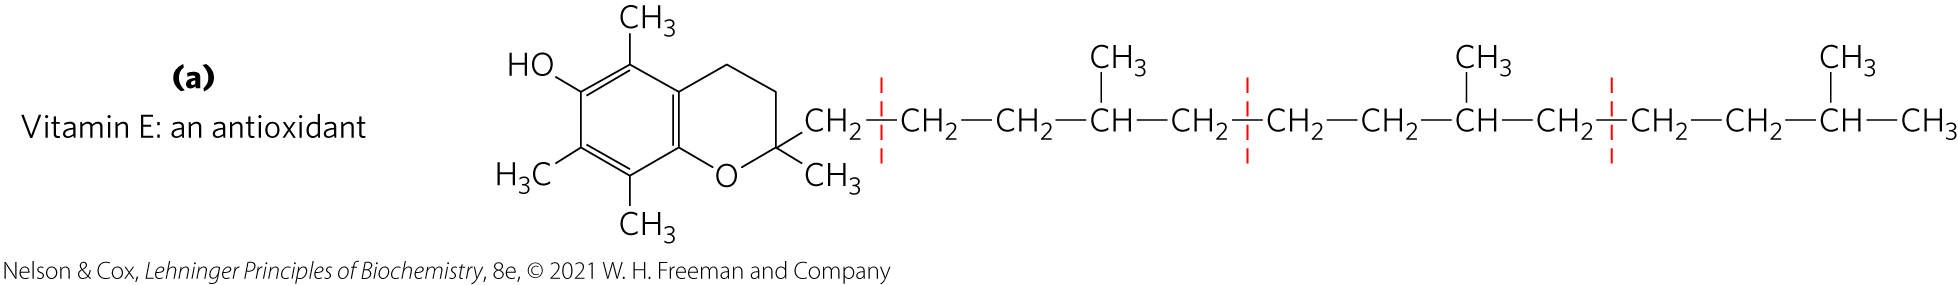 (a)
Vitamin E: an antioxidant
CH₃
HO
H₃C
CH₃
O
CH₃
CH₂—CH₂—CH₂—CH—CH₂—CH₂—CH₂—CH—CH₂—CH₂—CH₂—CH—CH₃
CH₃ CH₃ CH₃
Nelson & Cox, Lehninger Principles of Biochemistry, 8e, © 2021 W. H. Freeman and Company